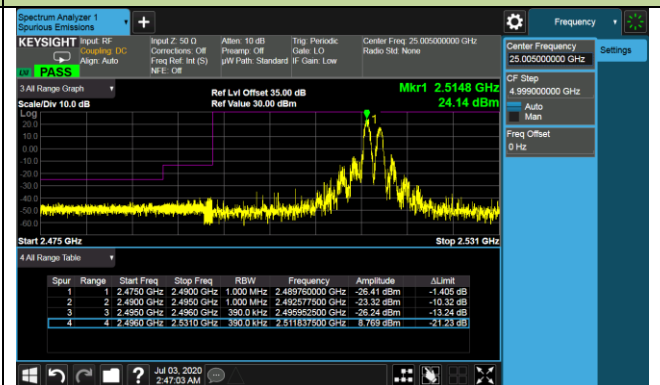 Spectrum Analyzer 1
Spurious Emissions
+
Frequency
KEYSIGHT Input: RF Input Z: 50 Ω Atten: 10 dB Trig: Periodic Center Freq: 25.005000000 GHz
Coupling: DC Corrections: Off Preamp: Off Gate: LO Radio Std: None
Align: Auto Freq Ref: Int (S) µW Path: Standard IF Gain: Low
NFE: Off
PASS
Center Frequency
25.005000000 GHz
Settings
CF Step
4.999000000 GHz
Auto
Man
Freq Offset
0 Hz
3 All Range Graph
Ref Lvl Offset 35.00 dB Mkr1 2.5148 GHz
Scale/Div 10.0 dB Ref Value 30.00 dBm 24.14 dBm
Log
20.0
10.0
0.00
-10.0
-20.0
-30.0
-40.0
-50.0
-60.0
1
Start 2.475 GHz Stop 2.531 GHz
4 All Range Table
Spur Range Start Freq Stop Freq RBW Frequency Amplitude ΔLimit
1 1 2.4750 GHz 2.4900 GHz 1.000 MHz 2.489760000 GHz -26.41 dBm -1.405 dB
2 2 2.4900 GHz 2.4950 GHz 1.000 MHz 2.492577500 GHz -23.32 dBm -10.32 dB
3 3 2.4950 GHz 2.4960 GHz 390.0 kHz 2.495952500 GHz -26.24 dBm -13.24 dB
4 4 2.4960 GHz 2.5310 GHz 390.0 kHz 2.511837500 GHz 8.769 dBm -21.23 dB
? Jul 03, 2020
2:47:03 AM